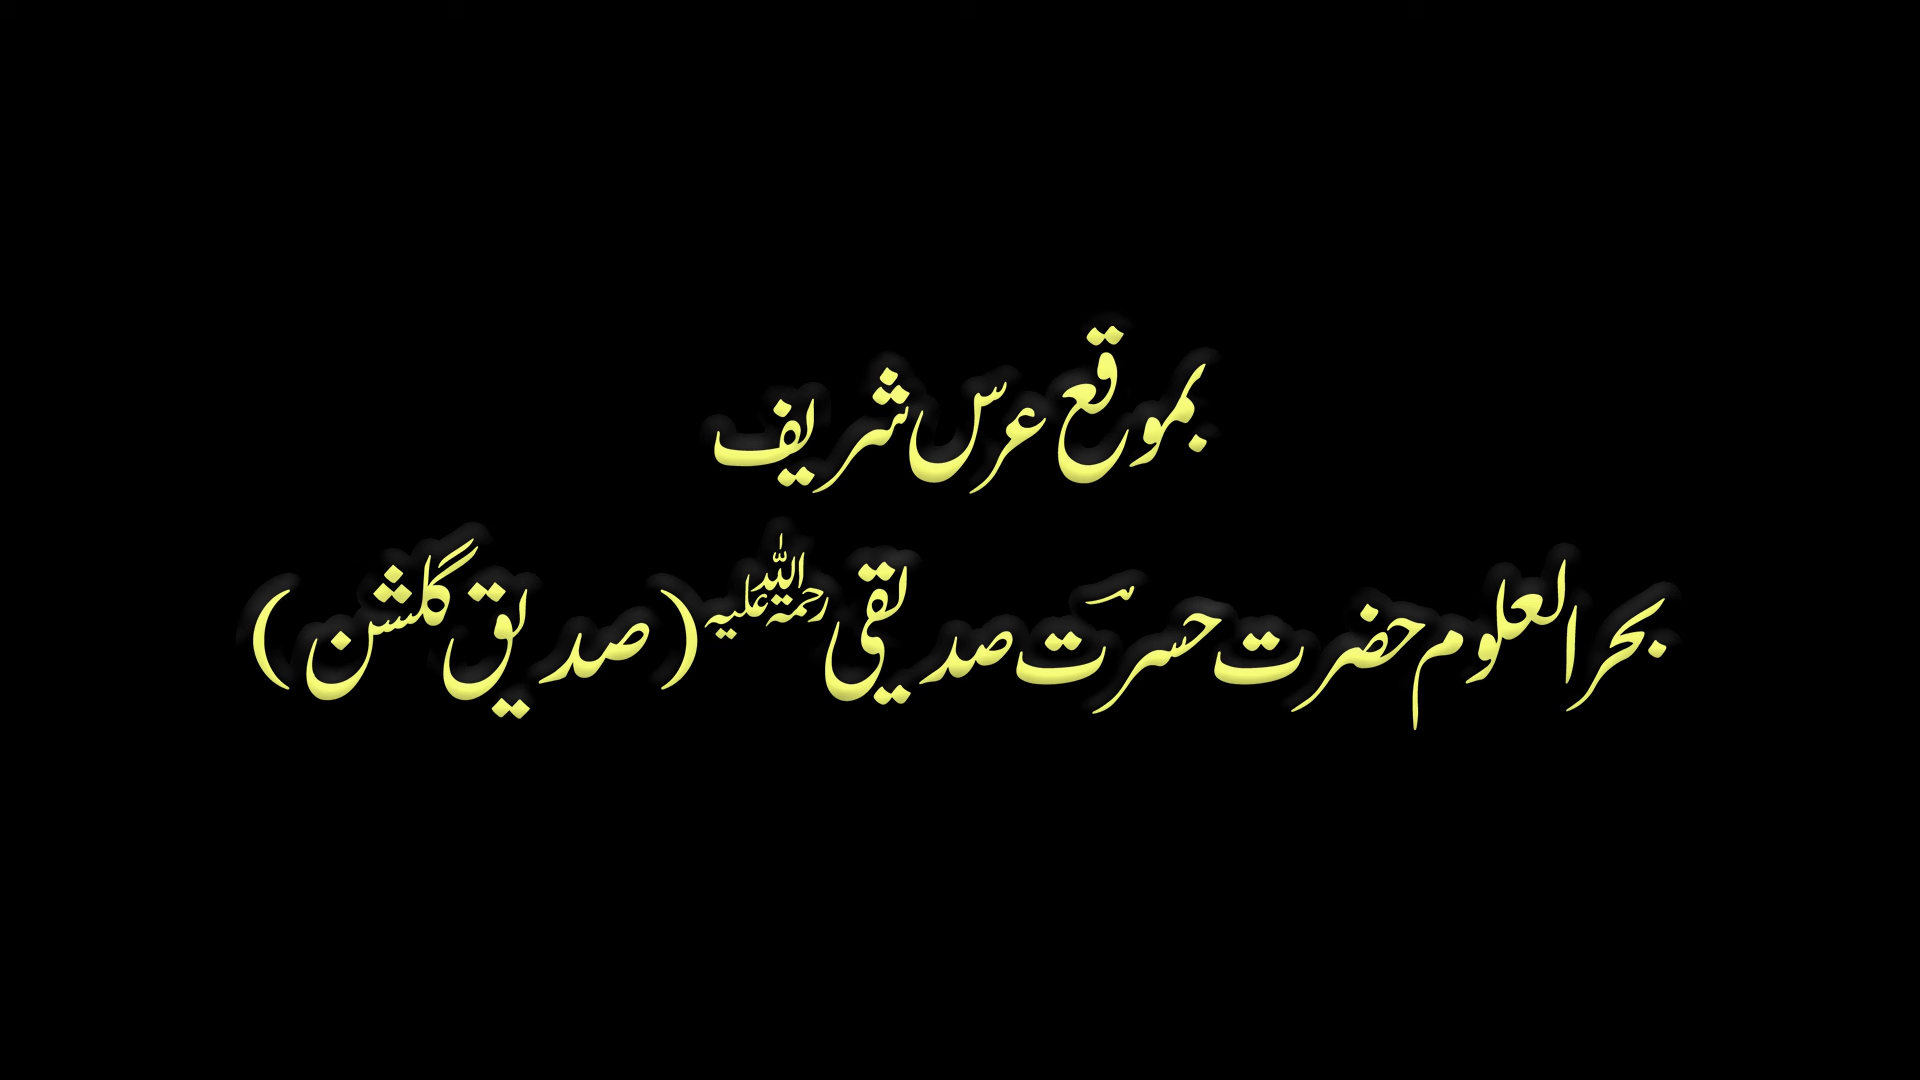 بموقع عرس شریف
بحرالعلوم حضرت حسرتؔ صدیقی رحمۃ اللہ علیہ (صدیق گلشن)